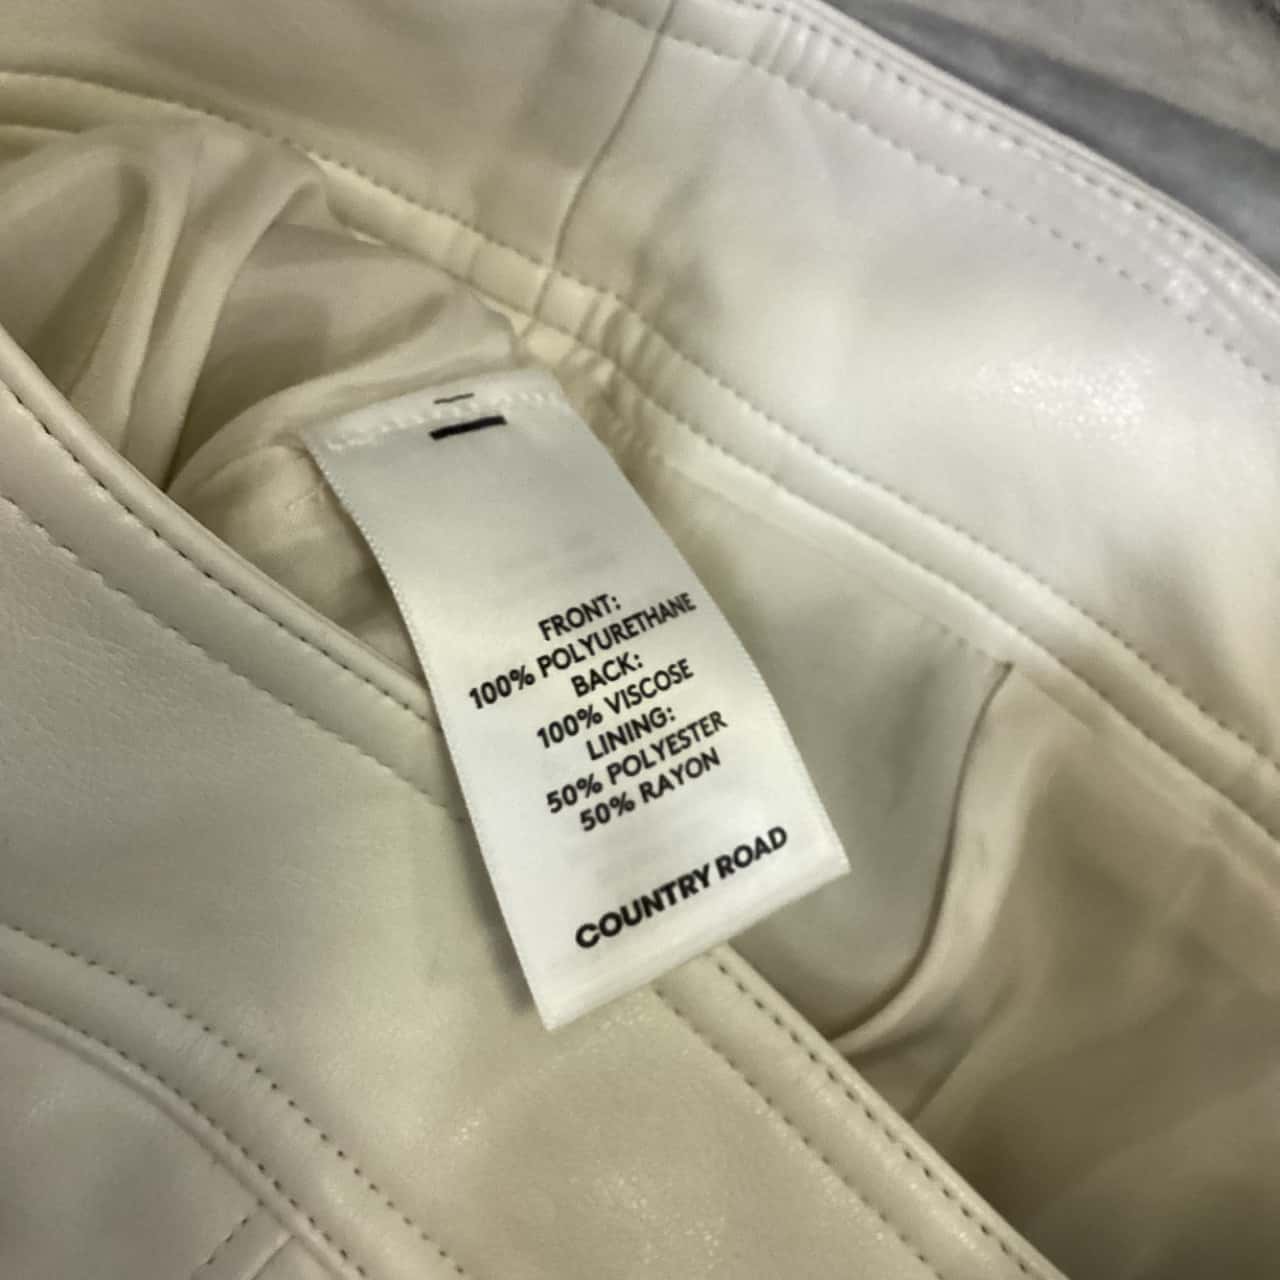 FRONT:
100% POLYURETHANE
BACK:
100% VISCOSE
LINING:
50% POLYESTER
50% RAYON
COUNTRY ROAD